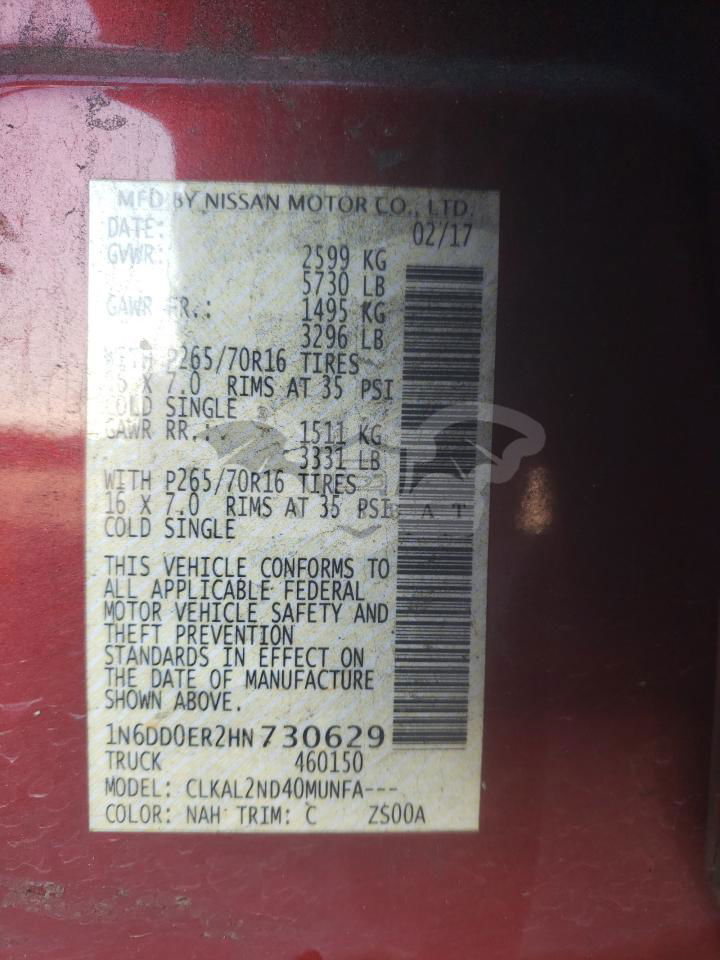 MFD BY NISSAN MOTOR CO., LTD.
DATE: 02/17
GVWR: 2599 KG
5730 LB
GAWR FR.: 1495 KG
3296 LB
WITH P265/70R16 TIRES
16 X 7.0 RIMS AT 35 PSI
COLD SINGLE
GAWR RR.: 1511 KG
3331 LB
WITH P265/70R16 TIRES
16 X 7.0 RIMS AT 35 PSI
COLD SINGLE
THIS VEHICLE CONFORMS TO
ALL APPLICABLE FEDERAL
MOTOR VEHICLE SAFETY AND
THEFT PREVENTION
STANDARDS IN EFFECT ON
THE DATE OF MANUFACTURE
SHOWN ABOVE.
1N6DD0ER2HN730629
TRUCK 460150
MODEL: CLKAL2ND40MUNFA---
COLOR: NAH TRIM: C ZS00A